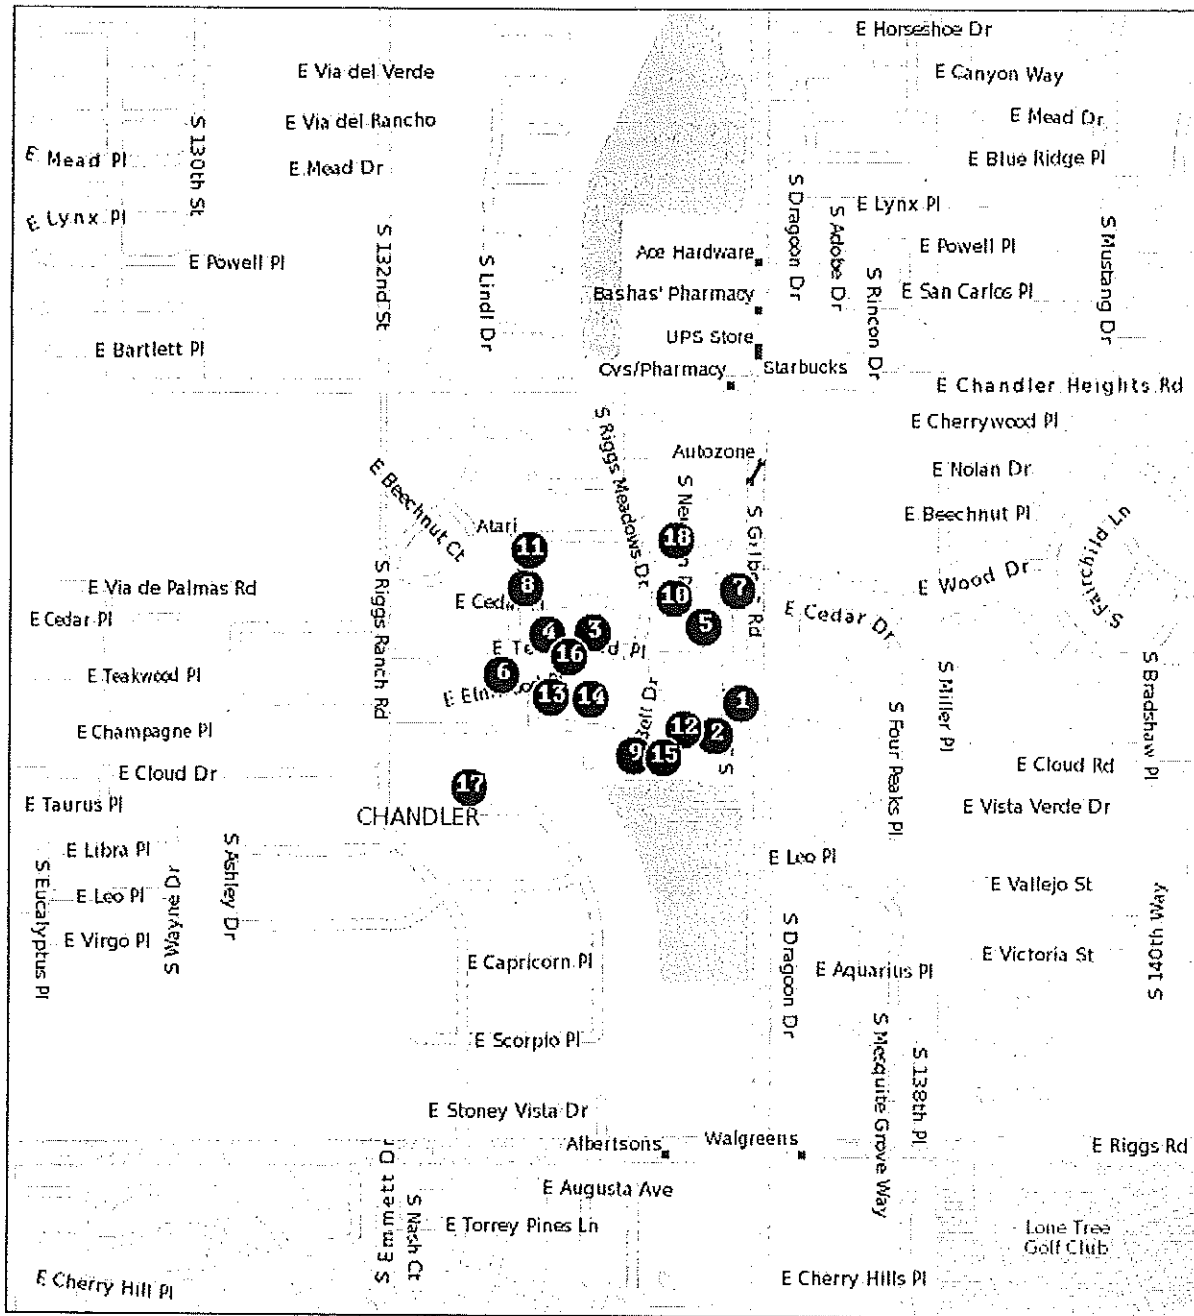 E Horseshoe Dr
E Via del Verde
E Canyon Way
E Via del Rancho
E Mead Dr
S 130th St
E Mead Pl
E Mead Dr
E Blue Ridge Pl
E Lynx Pl
E Lynx Pl
S Dragoon Dr
S Adobe Dr
S Mustang Dr
S 132nd St
S Lindl Dr
E Powell Pl
Ace Hardware
E Powell Pl
S Rincon Dr
Bashas' Pharmacy
E San Carlos Pl
E Bartlett Pl
UPS Store
Cvs/Pharmacy
Starbucks
E Chandler Heights Rd
S Riggs Meadows Dr
E Cherrywood Pl
Autozone
E Nolan Dr
E Beechnut Ct
Atari
E Beechnut Pl
S Fairchild Ln
11
18
8
10
7
5
E Via de Palmas Rd
S Riggs Ranch Rd
E Wood Dr
E Cedar Pl
E Cedar Dr
4
3
16
E Teakwood Pl
6
13
14
S Miller Pl
S Bradshaw Pl
E Champagne Pl
S Four Peaks Pl
1
12
2
9
15
E Cloud Dr
E Cloud Rd
17
E Taurus Pl
CHANDLER
E Vista Verde Dr
E Libra Pl
S Ashley Dr
E Leo Pl
S Eucalyptus Pl
E Leo Pl
S Wayne Dr
E Vallejo St
S 140th Way
E Virgo Pl
E Capricorn Pl
S Dragoon Dr
E Aquarius Pl
E Victoria St
E Scorpio Pl
S Mesquite Grove Way
S 138th Pl
E Stoney Vista Dr
Albertsons
Walgreens
E Riggs Rd
S Emmett Dr
E Augusta Ave
S Nash Ct
E Torrey Pines Ln
Lone Tree
Golf Club
E Cherry Hill Pl
E Cherry Hills Pl